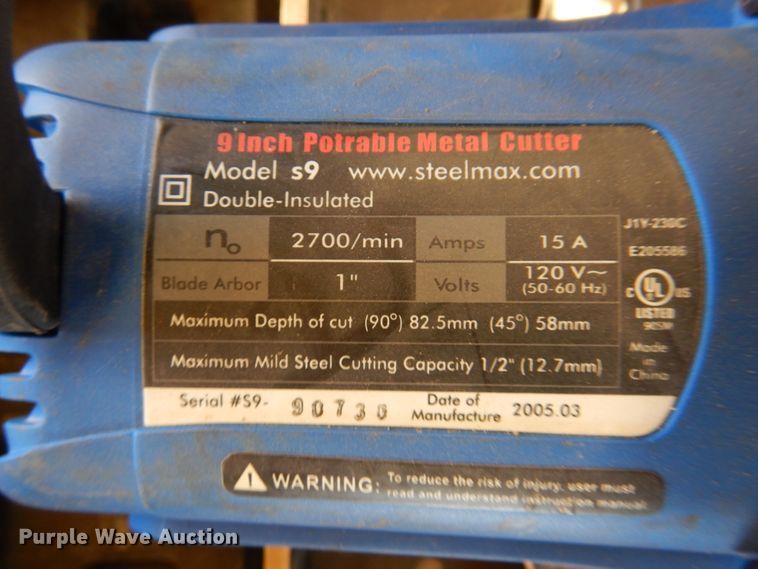 9 Inch Potrable Metal Cutter
Model s9 www.steelmax.com
Double-Insulated
no 2700/min Amps 15 A
Blade Arbor 1" Volts 120 V~ (50-60 Hz)
Maximum Depth of cut (90°) 82.5mm (45°) 58mm
Maximum Mild Steel Cutting Capacity 1/2" (12.7mm)
J1Y-230C
E205586
C UL US
LISTED
Made
in
China
Serial #S9- Date of Manufacture 2005.03
WARNING: To reduce the risk of injury, user must
read and understand instruction manual.
Purple Wave Auction